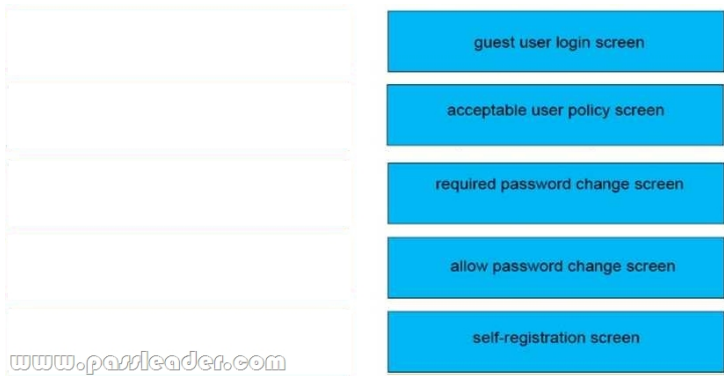 guest user login screen
acceptable user policy screen
required password change screen
allow password change screen
self-registration screen
www.passleader.com